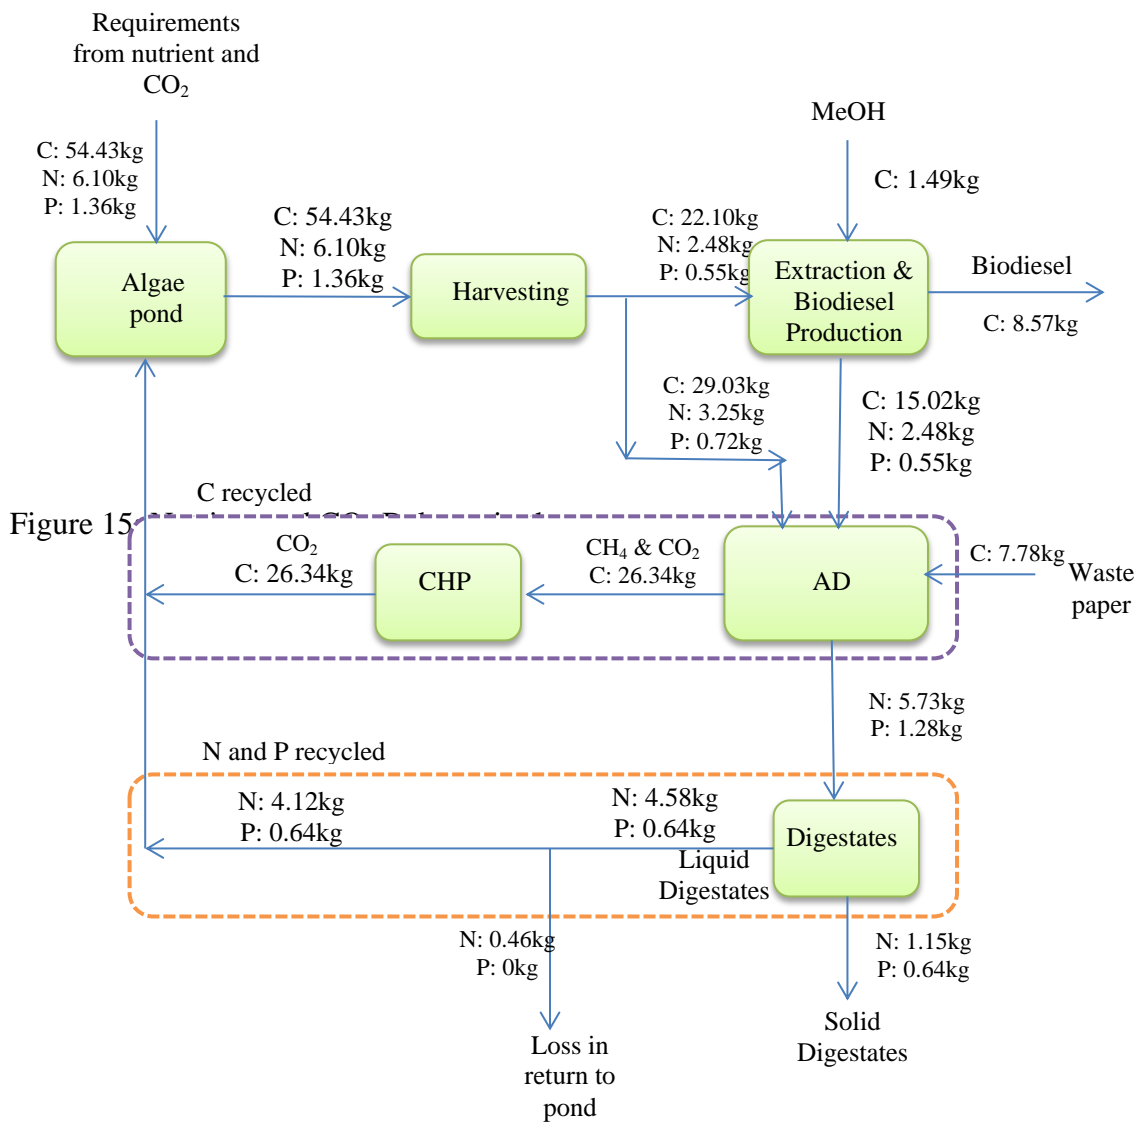 Requirements
from nutrient and
CO₂
C: 54.43kg
N: 6.10kg
P: 1.36kg
Algae
pond
C: 54.43kg
N: 6.10kg
P: 1.36kg
Harvesting
C: 22.10kg
N: 2.48kg
P: 0.55kg
MeOH
C: 1.49kg
Extraction &
Biodiesel
Production
Biodiesel
C: 8.57kg
C: 29.03kg
N: 3.25kg
P: 0.72kg
C: 15.02kg
N: 2.48kg
P: 0.55kg
C recycled
Figure 15
CO₂
C: 26.34kg
CHP
CH₄ & CO₂
C: 26.34kg
AD
C: 7.78kg
Waste
paper
N: 5.73kg
P: 1.28kg
N and P recycled
N: 4.12kg
P: 0.64kg
N: 4.58kg
P: 0.64kg
Liquid
Digestates
Digestates
N: 0.46kg
P: 0kg
N: 1.15kg
P: 0.64kg
Loss in
return to
pond
Solid
Digestates